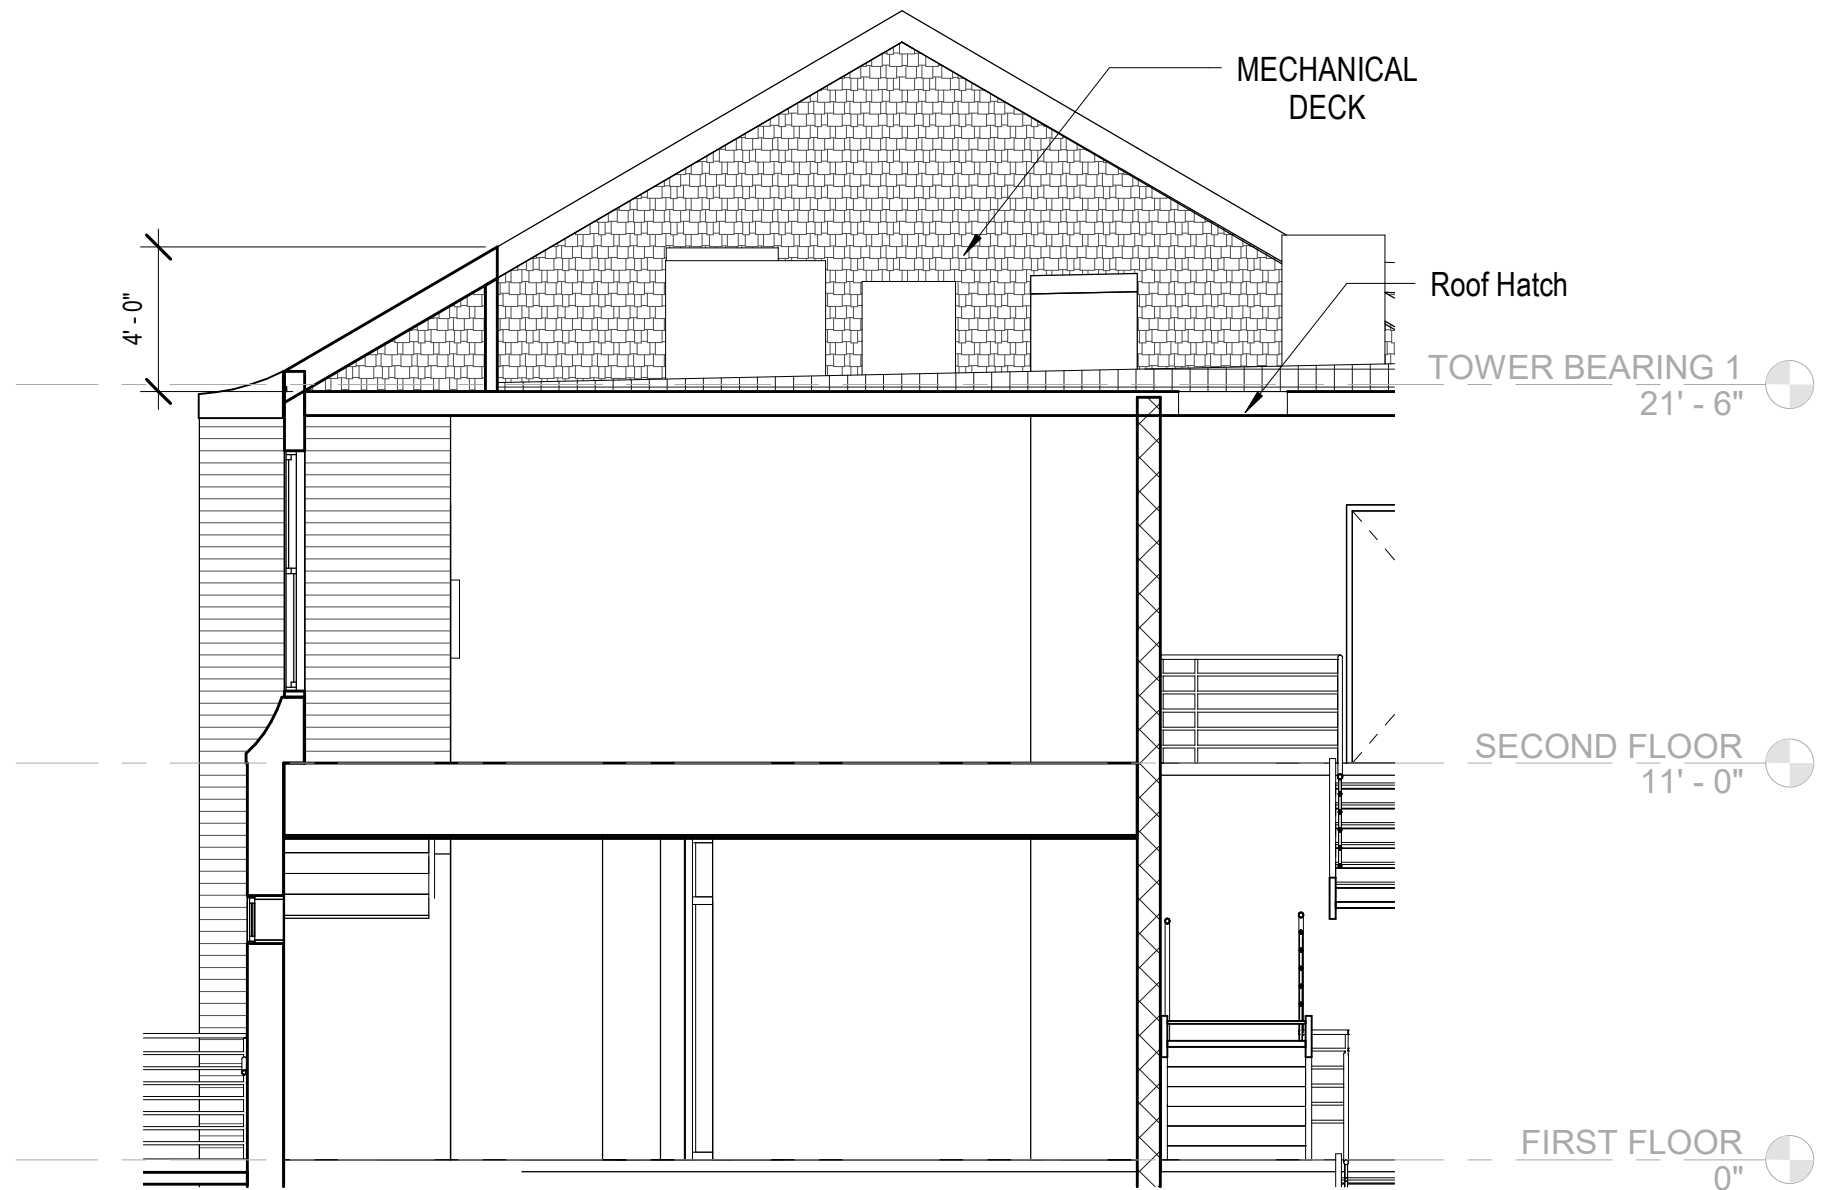 MECHANICAL
DECK
Roof Hatch
4' - 0"
TOWER BEARING 1
21' - 6"
SECOND FLOOR
11' - 0"
FIRST FLOOR
0"